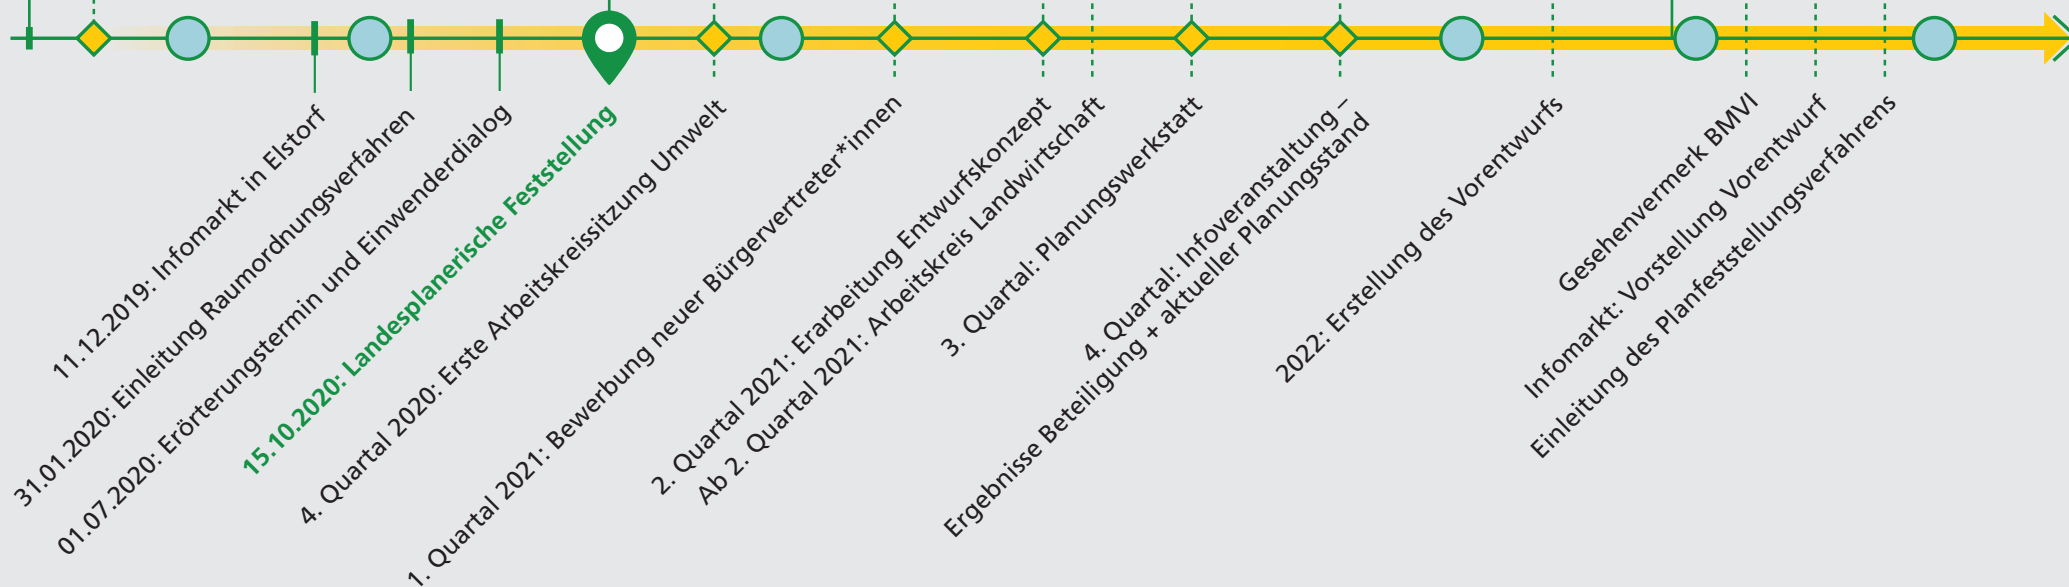 11.12.2019: Infomarkt in Elstorf
31.01.2020: Einleitung Raumordnungsverfahren
01.07.2020: Erörterungstermin und Einwenderdialog
15.10.2020: Landesplanerische Feststellung
4. Quartal 2020: Erste Arbeitskreissitzung Umwelt
1. Quartal 2021: Bewerbung neuer Bürgervertreter*innen
2. Quartal 2021: Erarbeitung Entwurfskonzept
Ab 2. Quartal 2021: Arbeitskreis Landwirtschaft
3. Quartal: Planungswerkstatt
4. Quartal: Infoveranstaltung –
Ergebnisse Beteiligung + aktueller Planungsstand
2022: Erstellung des Vorentwurfs
Gesehenvermerk BMVI
Infomarkt: Vorstellung Vorentwurf
Einleitung des Planfeststellungsverfahrens